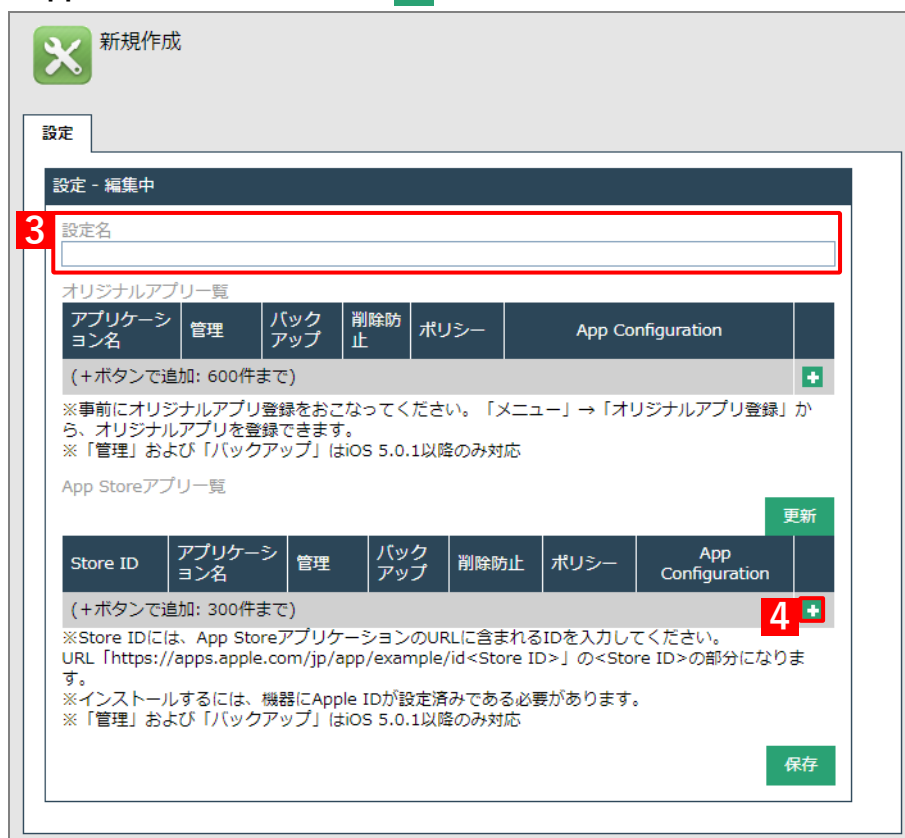 新規作成
設定
設定 - 編集中
3
設定名
オリジナルアプリ一覧
アプリケーション名 管理 バックアップ 削除防止 ポリシー App Configuration
(+ボタンで追加: 600件まで)
※事前にオリジナルアプリ登録をおこなってください。「メニュー」→「オリジナルアプリ登録」か
ら、オリジナルアプリを登録できます。
※「管理」および「バックアップ」はiOS 5.0.1以降のみ対応
App Storeアプリ一覧
更新
Store ID アプリケーション名 管理 バックアップ 削除防止 ポリシー App Configuration
(+ボタンで追加: 300件まで)
4
※Store IDには、App StoreアプリケーションのURLに含まれるIDを入力してください。
URL「https://apps.apple.com/jp/app/example/id<Store ID>」の<Store ID>の部分になりま
す。
※インストールするには、機器にApple IDが設定済みである必要があります。
※「管理」および「バックアップ」はiOS 5.0.1以降のみ対応
保存